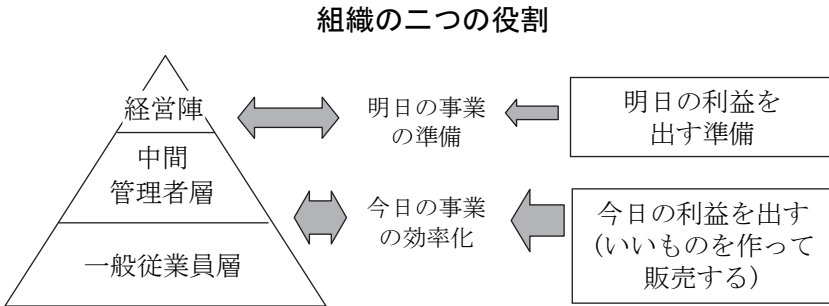 組織の二つの役割
経営陣
中間
管理者層
一般従業員層
明日の事業
の準備
今日の事業
の効率化
明日の利益を
出す準備
今日の利益を出す
(いいものを作って
販売する)